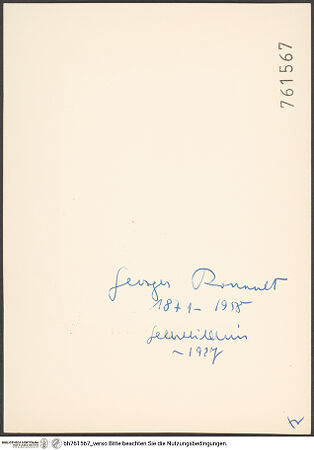 761567
Georges Rouault
1871 - 1958
Selbstbildnis
~ 1927
bh761567_verso Bitte beachten Sie die Nutzungsbedingungen.